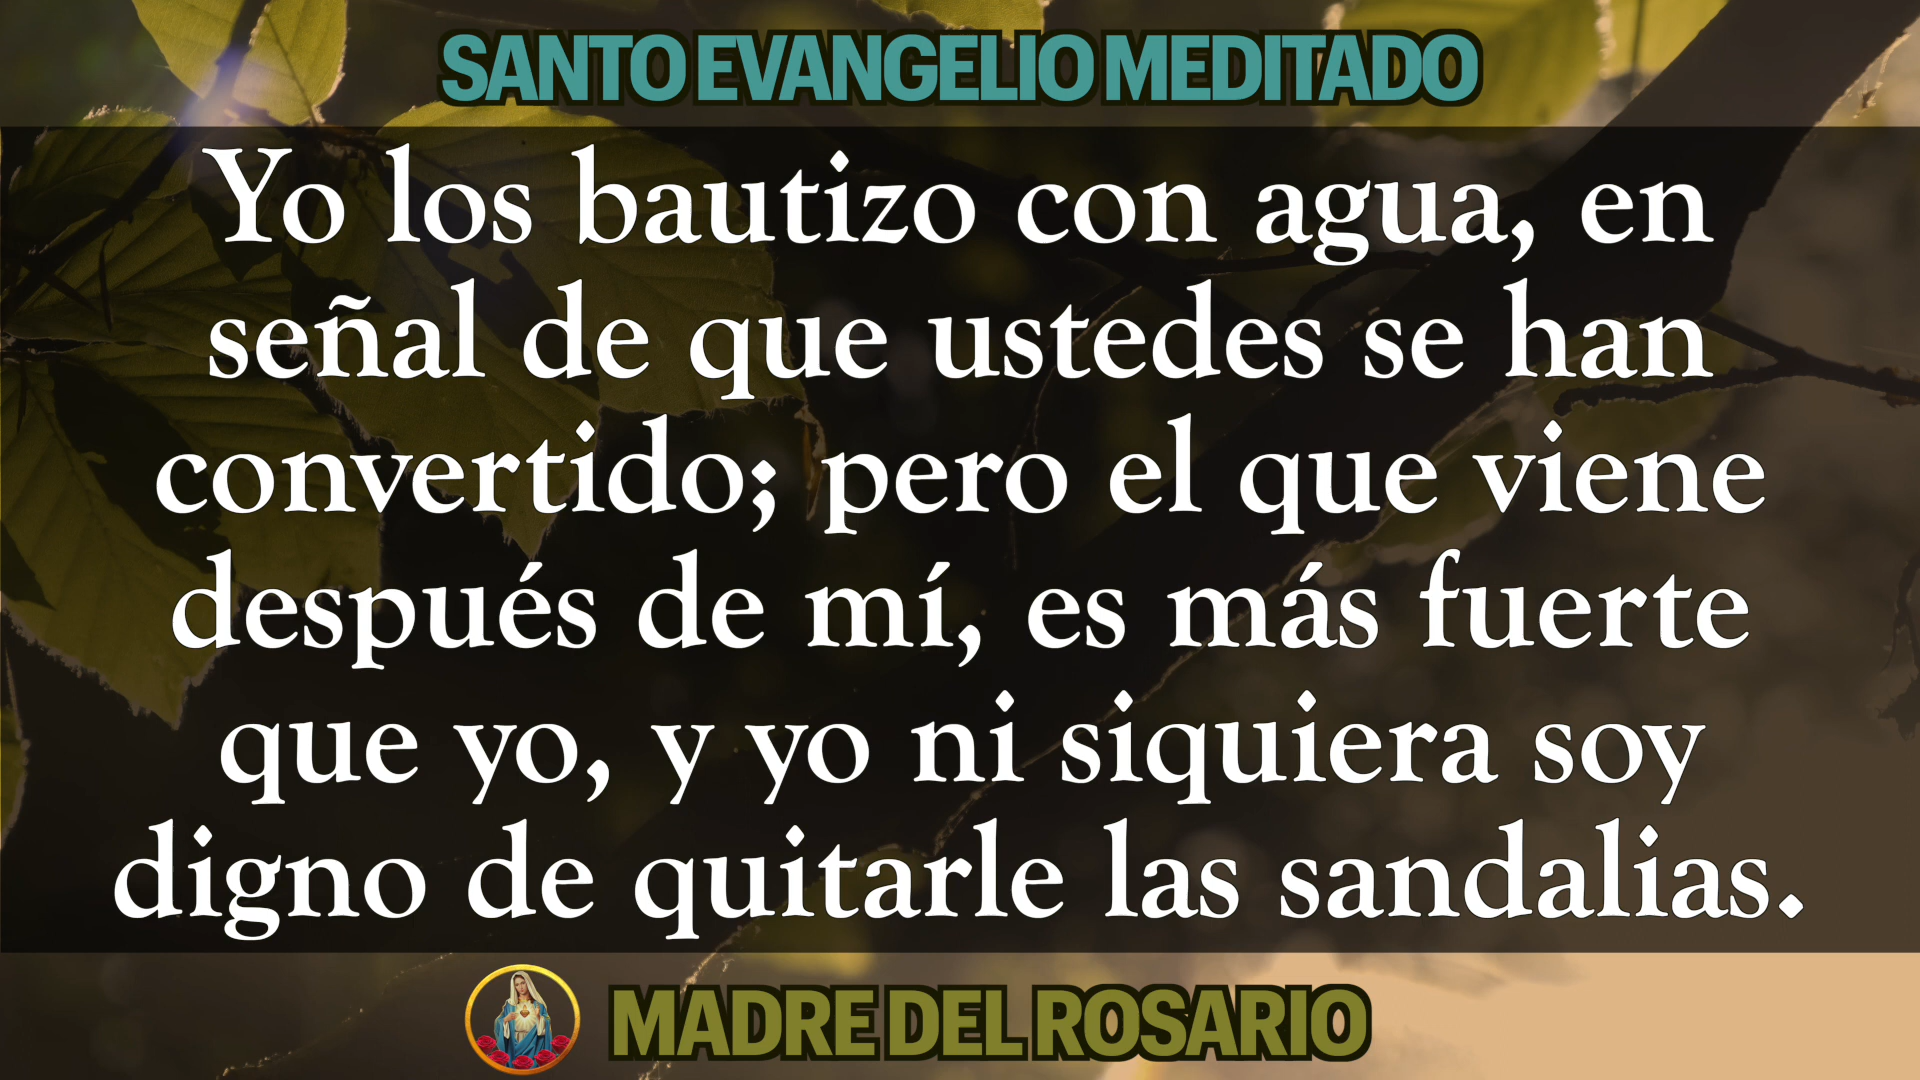 SANTO EVANGELIO MEDITADO
Yo los bautizo con agua, en
señal de que ustedes se han
convertido; pero el que viene
después de mí, es más fuerte
que yo, y yo ni siquiera soy
digno de quitarle las sandalias.
MADRE DEL ROSARIO